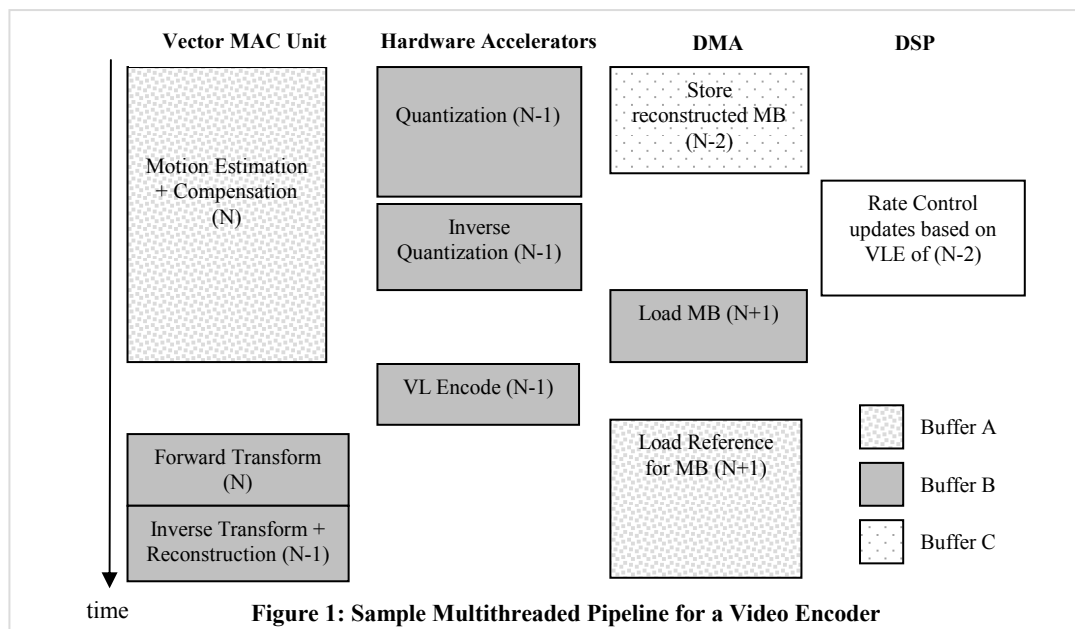 Vector MAC Unit
Hardware Accelerators
DMA
DSP
Motion Estimation
+ Compensation
(N)
Quantization (N-1)
Store
reconstructed MB
(N-2)
Inverse
Quantization (N-1)
Rate Control
updates based on
VLE of (N-2)
Load MB (N+1)
VL Encode (N-1)
Forward Transform
(N)
Inverse Transform +
Reconstruction (N-1)
Load Reference
for MB (N+1)
Buffer A
Buffer B
Buffer C
time
Figure 1: Sample Multithreaded Pipeline for a Video Encoder